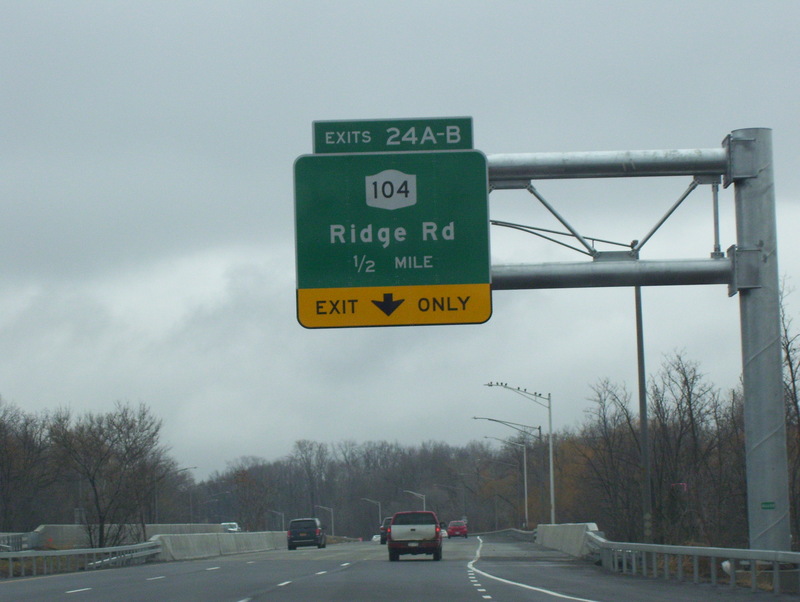 EXITS 24A-B
104
Ridge Rd
1/2 MILE
EXIT ONLY